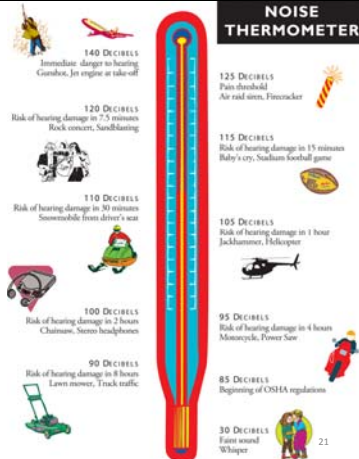 NOISE
THERMOMETER
140 DECIBELS
Immediate danger to hearing
Gunshot, Jet engine at take-off
125 DECIBELS
Pain threshold
Air raid siren, Firecracker
120 DECIBELS
Risk of hearing damage in 7.5 minutes
Rock concert, Sandblasting
115 DECIBELS
Risk of hearing damage in 15 minutes
Baby's cry, Stadium football game
110 DECIBELS
Risk of hearing damage in 30 minutes
Snowmobile from driver's seat
105 DECIBELS
Risk of hearing damage in 1 hour
Jackhammer, Helicopter
100 DECIBELS
Risk of hearing damage in 2 hours
Chainsaw, Stereo headphones
95 DECIBELS
Risk of hearing damage in 4 hours
Motorcycle, Power Saw
90 DECIBELS
Risk of hearing damage in 8 hours
Lawn mower, Truck traffic
85 DECIBELS
Beginning of OSHA regulations
30 DECIBELS
Faint sound
Whisper
21